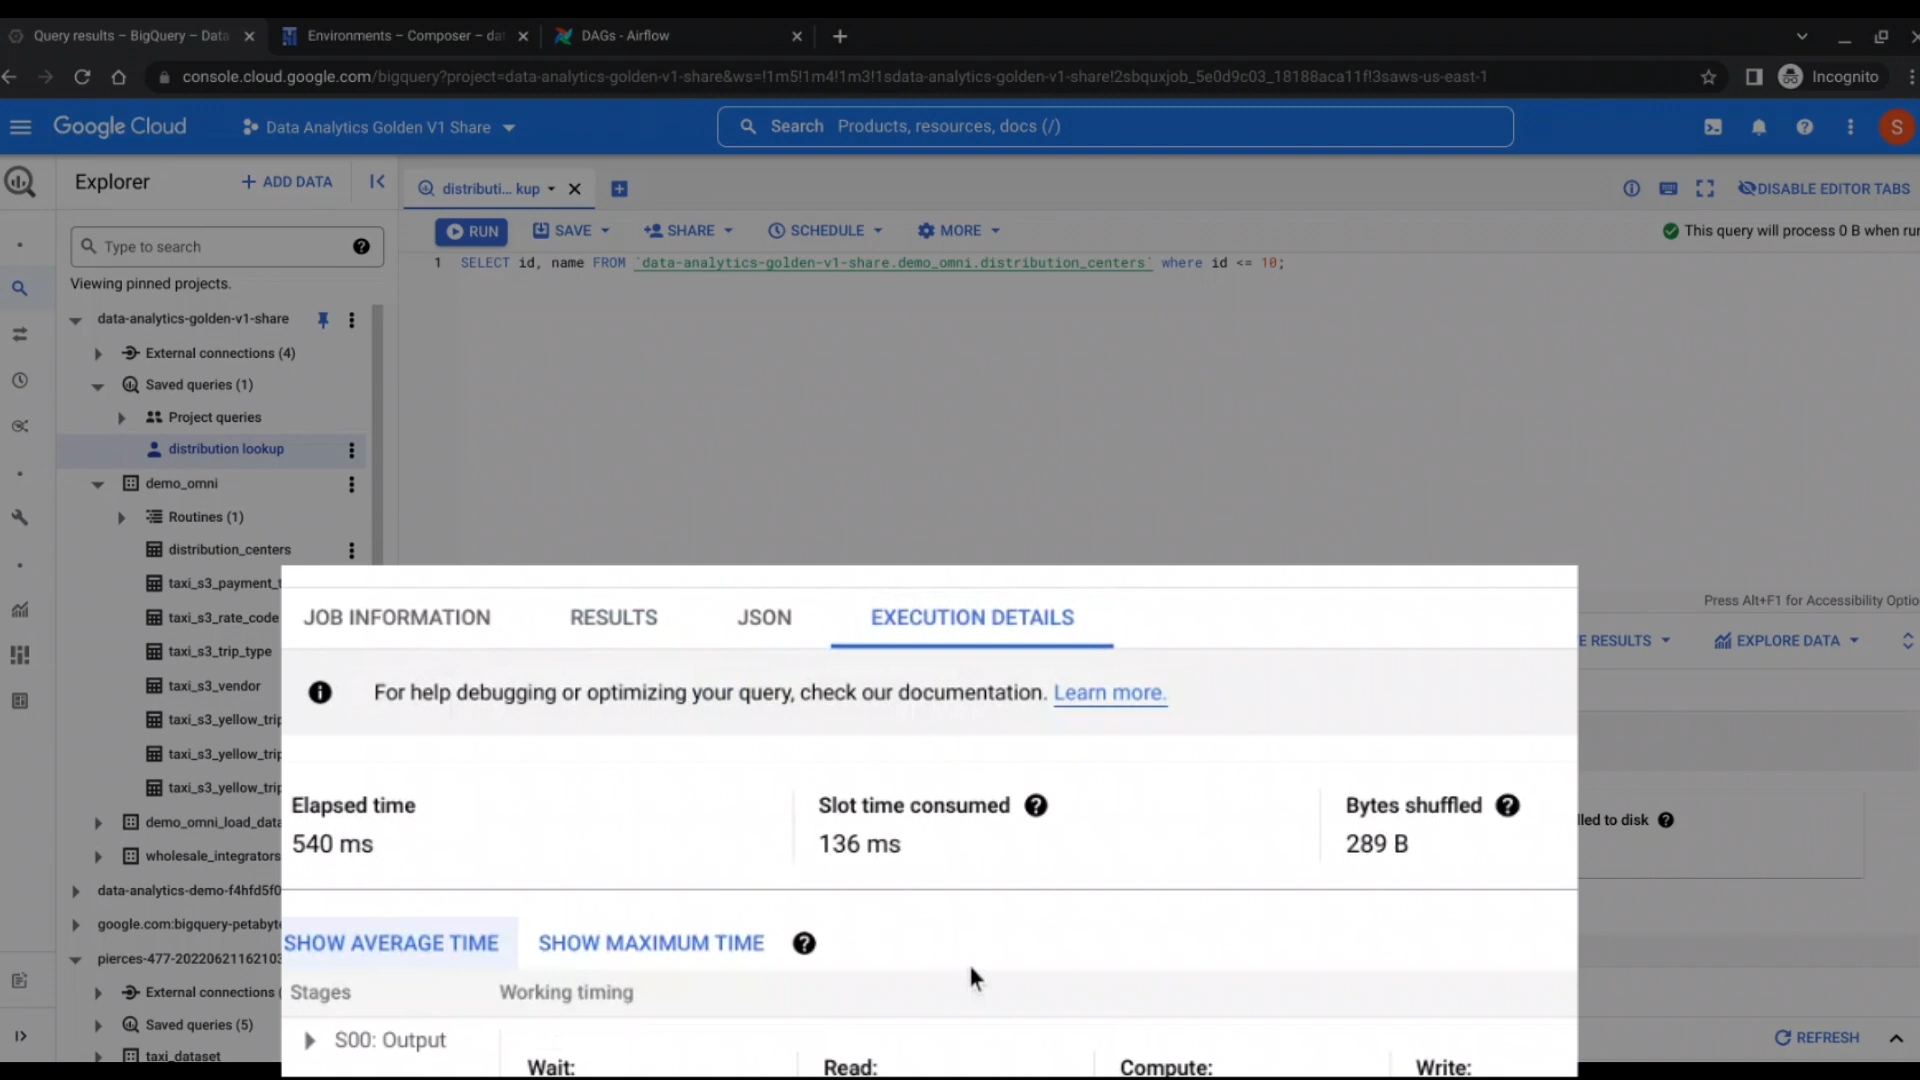 Query results – BigQuery – Data
Environments – Composer – dat
DAGs - Airflow
console.cloud.google.com/bigquery?project=data-analytics-golden-v1-share&ws=!1m5!1m4!1m3!1sdata-analytics-golden-v1-share!2sbquxjob_5e0d9c03_18188aca11f!3saws-us-east-1
Incognito
Google Cloud
Data Analytics Golden V1 Share
Search Products, resources, docs (/)
S
Explorer
+ ADD DATA
distributi... kup
DISABLE EDITOR TABS
Type to search
RUN
SAVE
SHARE
SCHEDULE
MORE
This query will process 0 B when run
1 SELECT id, name FROM `data-analytics-golden-v1-share.demo_omni.distribution_centers` where id <= 10;
Viewing pinned projects.
data-analytics-golden-v1-share
External connections (4)
Saved queries (1)
Project queries
distribution lookup
demo_omni
Routines (1)
distribution_centers
taxi_s3_payment_t
taxi_s3_rate_code
taxi_s3_trip_type
taxi_s3_vendor
taxi_s3_yellow_trip
taxi_s3_yellow_trip
taxi_s3_yellow_trip
demo_omni_load_data
wholesale_integrators
data-analytics-demo-f4hfd5f0
google.com:bigquery-petabyte
pierces-477-20220621162103
External connections (
Saved queries (5)
taxi_dataset
Press Alt+F1 for Accessibility Optio
E RESULTS
EXPLORE DATA
JOB INFORMATION
RESULTS
JSON
EXECUTION DETAILS
For help debugging or optimizing your query, check our documentation. Learn more.
Elapsed time
540 ms
Slot time consumed
136 ms
Bytes shuffled
289 B
lled to disk
SHOW AVERAGE TIME
SHOW MAXIMUM TIME
Stages
Working timing
S00: Output
Wait:
Read:
Compute:
Write:
REFRESH